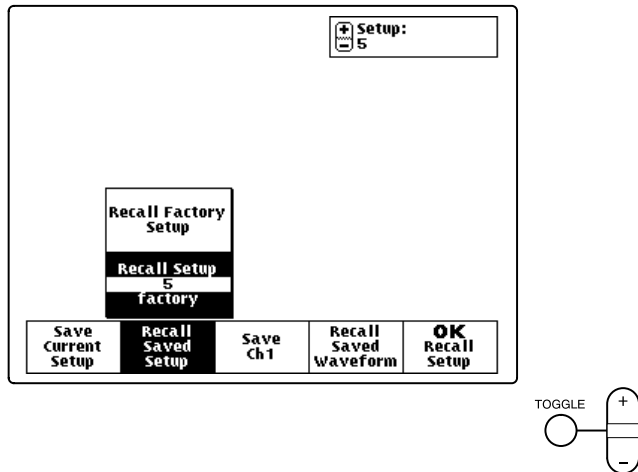 Setup:
5
Recall Factory
Setup
Recall Setup
5
factory
Save
Current
Setup
Recall
Saved
Setup
Save
Ch1
Recall
Saved
Waveform
OK
Recall
Setup
TOGGLE
+
–